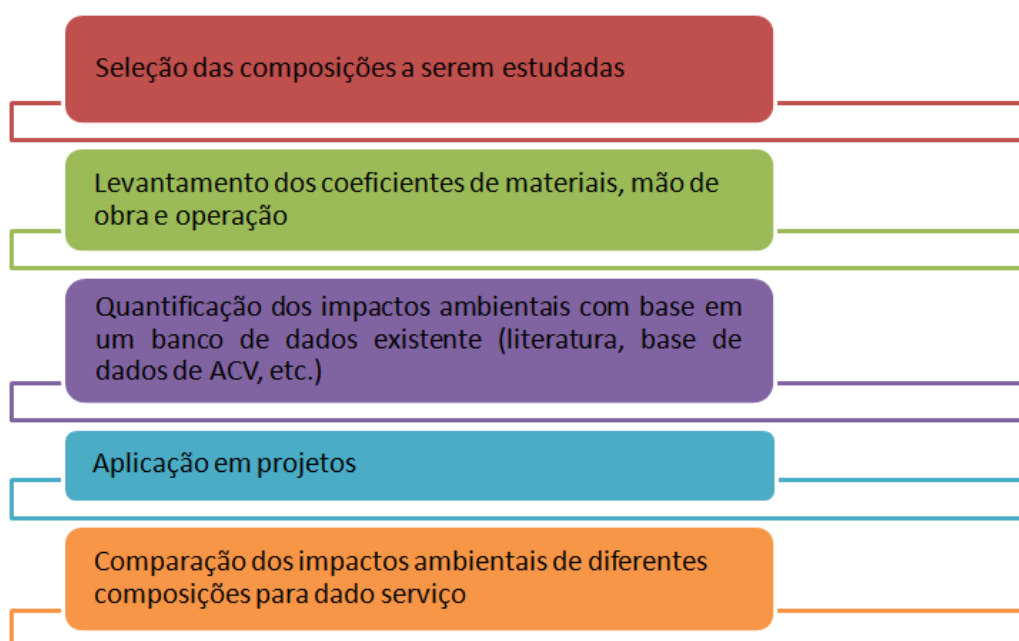 Seleção das composições a serem estudadas
Levantamento dos coeficientes de materiais, mão de
obra e operação
Quantificação dos impactos ambientais com base em
um banco de dados existente (literatura, base de
dados de ACV, etc.)
Aplicação em projetos
Comparação dos impactos ambientais de diferentes
composições para dado serviço